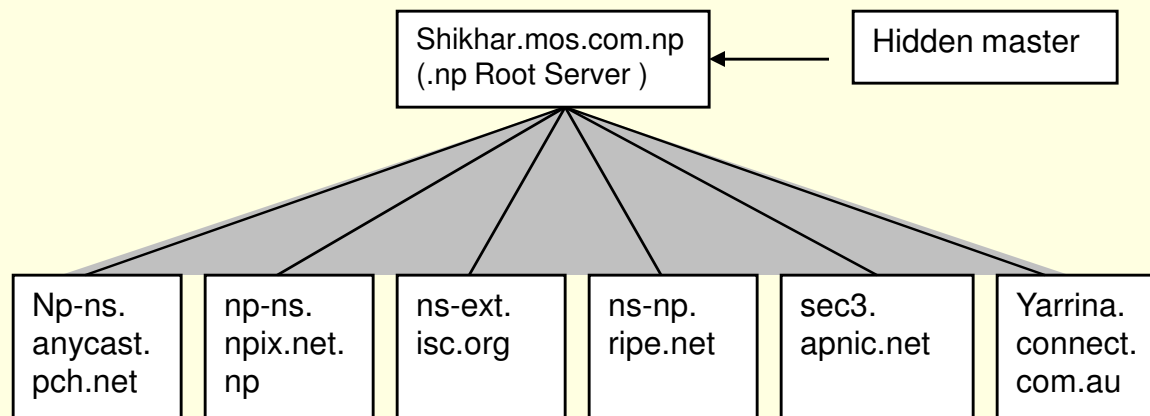 Shikhar.mos.com.np
(.np Root Server )
Hidden master
Np-ns.
anycast.
pch.net
np-ns.
npix.net.
np
ns-ext.
isc.org
ns-np.
ripe.net
sec3.
apnic.net
Yarrina.
connect.
com.au